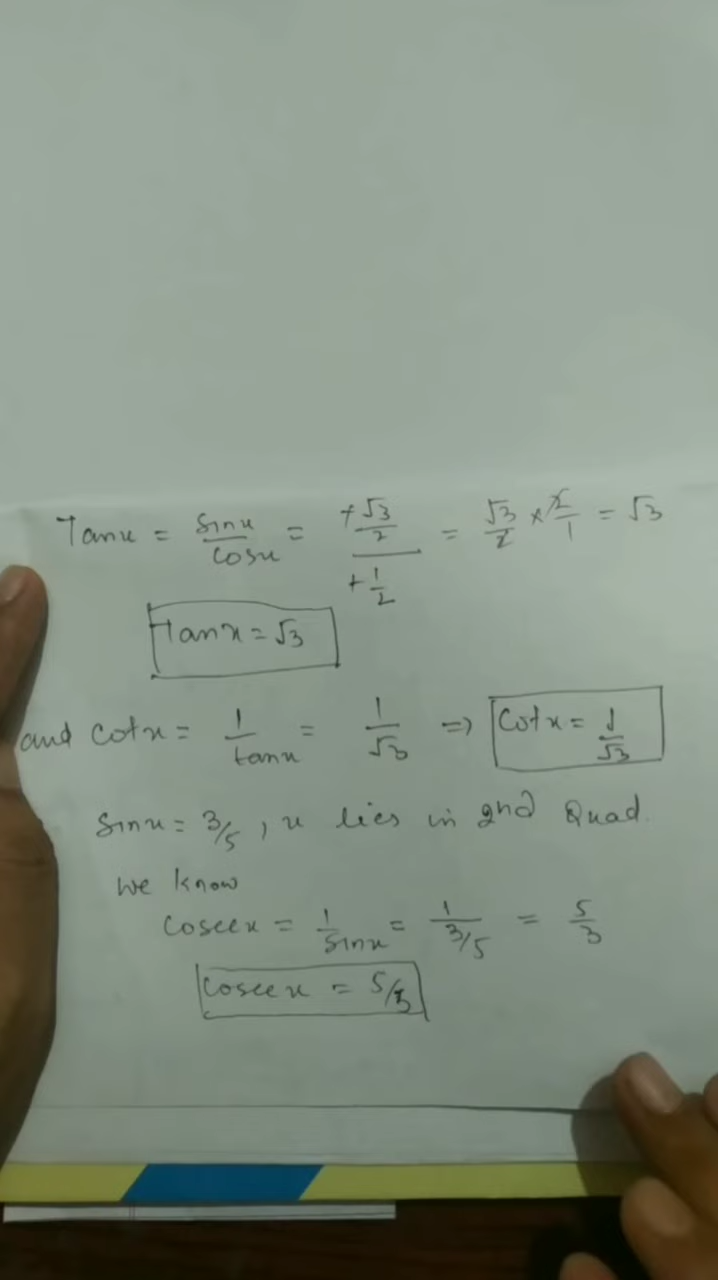 Tanx = sinx/cosx = +√3/2 / +1/2 = √3/2 × 2/1 = √3
tanx = √3
and cotx = 1/tanx = 1/√3 ⇒ Cotx = 1/√3
Sinx = 3/5, x lies in 2nd Quad.
We know
Cosecx = 1/sinx = 1/3/5 = 5/3
Cosecx = 5/3